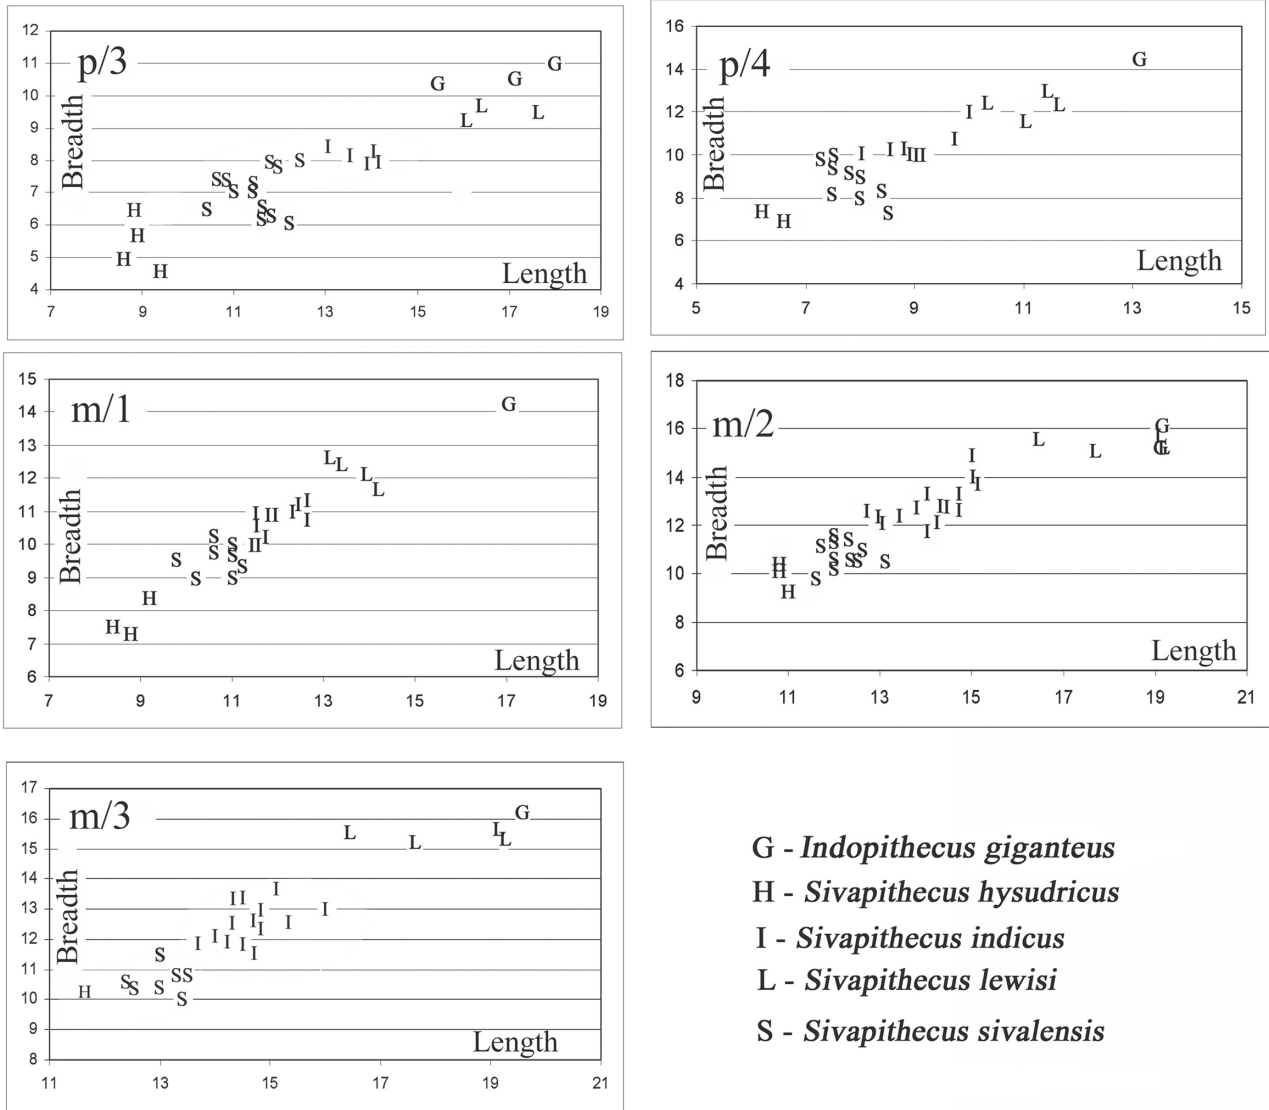 p/3
Breadth
12
11
10
9
8
7
6
5
4
G G G
L L L
I I I I I
S S S S S S S S S S S S S
H H H H
Length
7 9 11 13 15 17 19
p/4
Breadth
16
14
12
10
8
6
4
G
L L L L
I I I I I I I I
S S S S S S S S S S
H H
Length
5 7 9 11 13 15
m/1
Breadth
15
14
13
12
11
10
9
8
7
6
G
L L L L
I I I I I I I I I I I
S S S S S S S S
H H H
Length
7 9 11 13 15 17 19
m/2
Breadth
18
16
14
12
10
8
6
G G
L L L L
I I I I I I I I I I I I I I I
S S S S S S S S S S S S
H H H H
Length
9 11 13 15 17 19 21
m/3
Breadth
17
16
15
14
13
12
11
10
9
8
G
L L L L
I I I I I I I I I I I I I I
S S S S S S S
H
Length
11 13 15 17 19 21
G - Indopithecus giganteus
H - Sivapithecus hysudricus
I - Sivapithecus indicus
L - Sivapithecus lewisi
S - Sivapithecus sivalensis